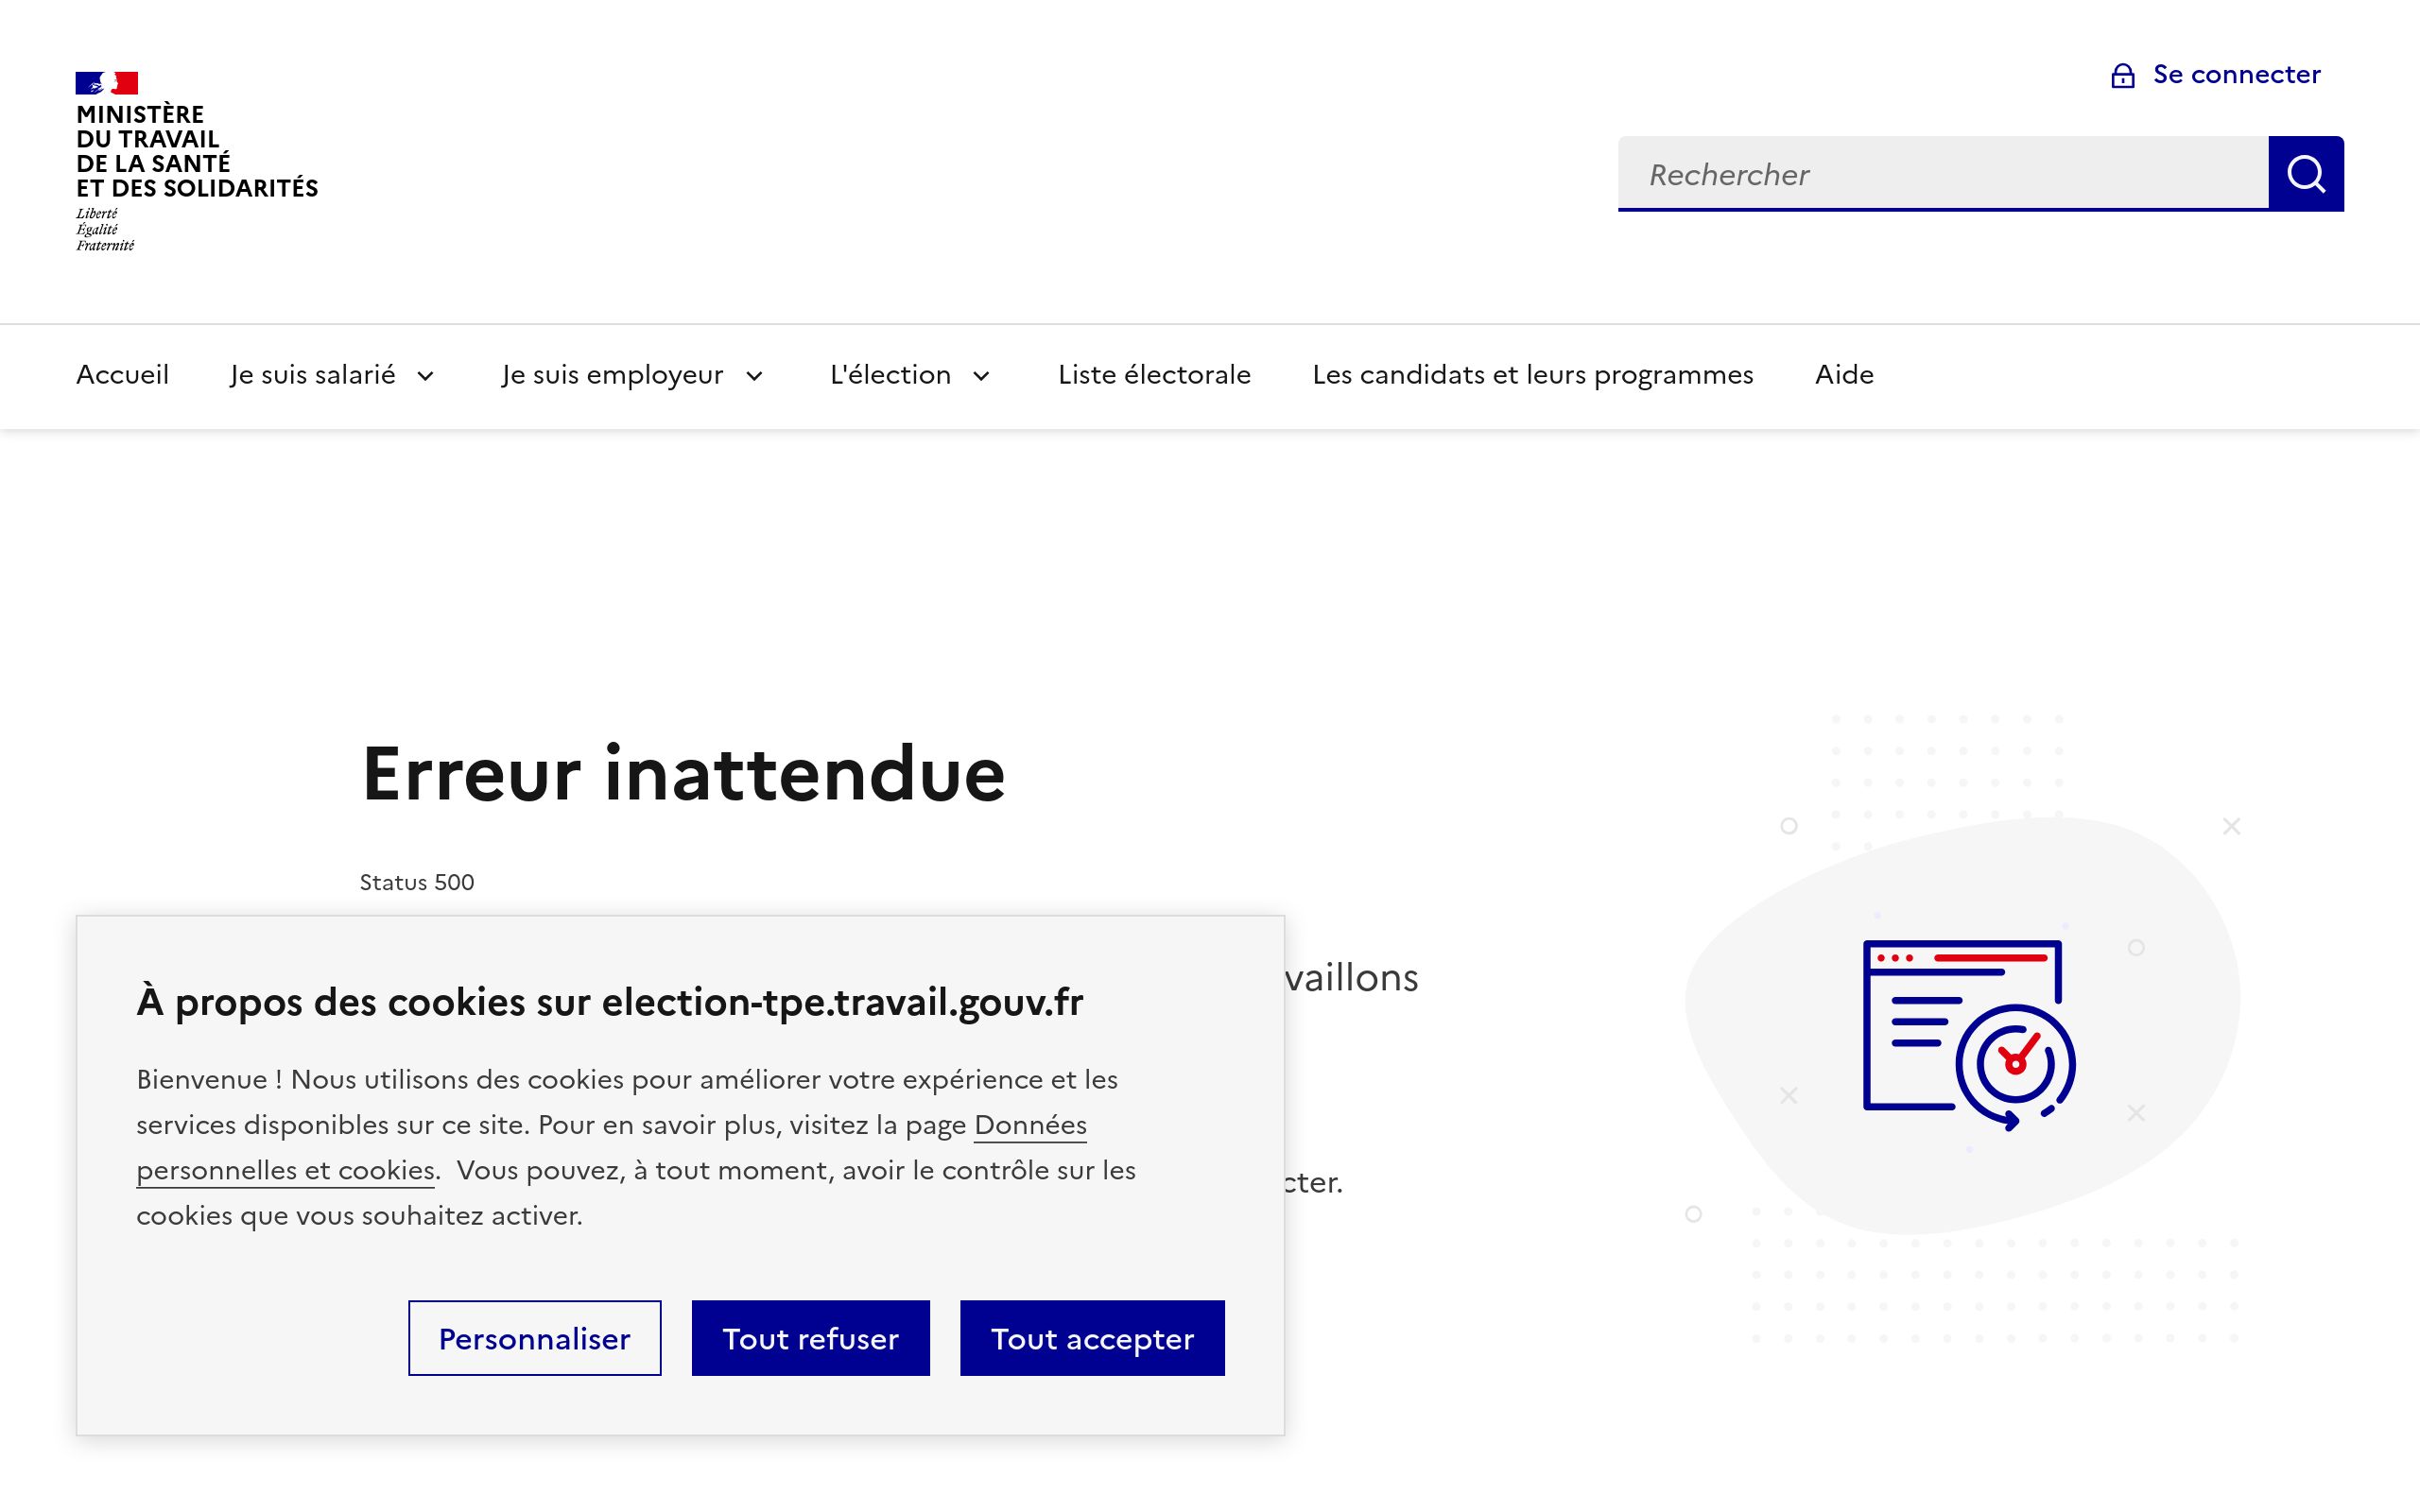 MINISTÈRE
DU TRAVAIL
DE LA SANTÉ
ET DES SOLIDARITÉS
Liberté
Égalité
Fraternité
Se connecter
Rechercher
Accueil
Je suis salarié
Je suis employeur
L'élection
Liste électorale
Les candidats et leurs programmes
Aide
Erreur inattendue
Status 500
vaillons
cter.
À propos des cookies sur election-tpe.travail.gouv.fr
Bienvenue ! Nous utilisons des cookies pour améliorer votre expérience et les
services disponibles sur ce site. Pour en savoir plus, visitez la page Données
personnelles et cookies.  Vous pouvez, à tout moment, avoir le contrôle sur les
cookies que vous souhaitez activer.
Personnaliser
Tout refuser
Tout accepter